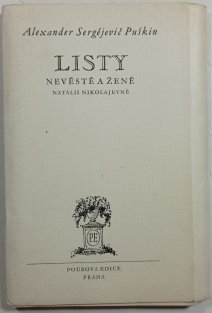 Alexander Sergějevič Puškin
LISTY
NEVĚSTĚ A ŽENĚ
NATALII NIKOLAJEVNĚ
PE
POUROVA EDICE
PRAHA